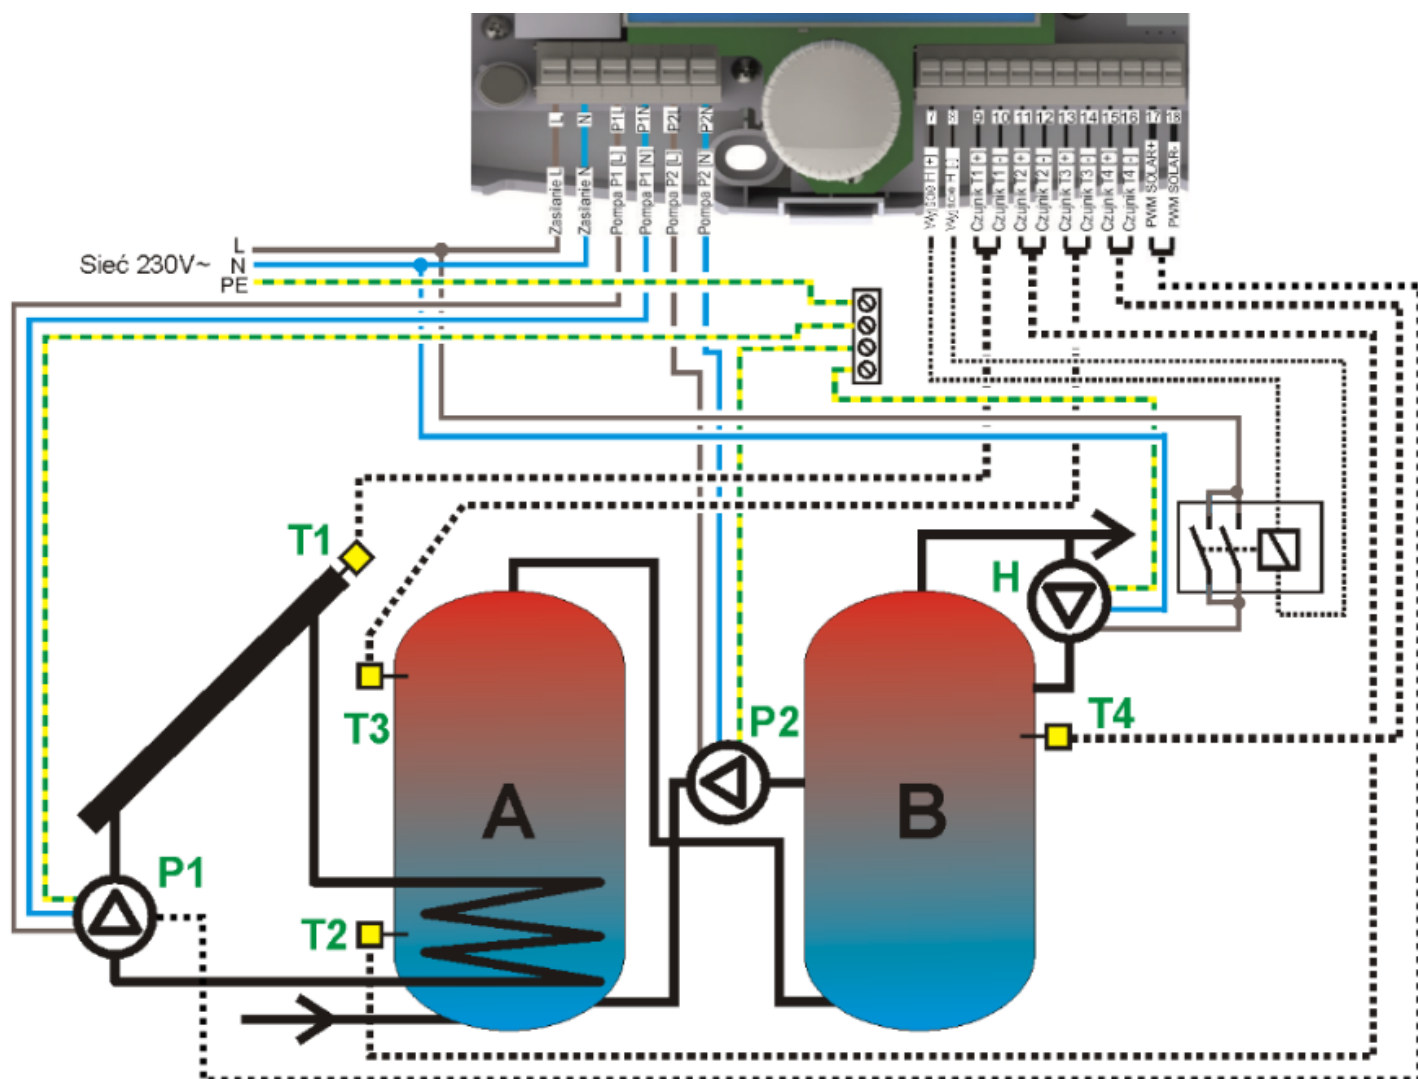 L
N
P1L
P1N
P2L
P2N
7
8
9
10
11
12
13
14
15
16
17
18
Zasilanie L
Zasilanie N
Pompa P1 [L]
Pompa P1 [N]
Pompa P2 [L]
Pompa P2 [N]
Wyjście H [+]
Wyjście H [-]
Czujnik T1 [+]
Czujnik T1 [-]
Czujnik T2 [+]
Czujnik T2 [-]
Czujnik T3 [+]
Czujnik T3 [-]
Czujnik T4 [+]
Czujnik T4 [-]
PWM SOLAR+
PWM SOLAR-
Sieć 230V~
L
N
PE
T1
H
T3
P2
T4
A
B
P1
T2